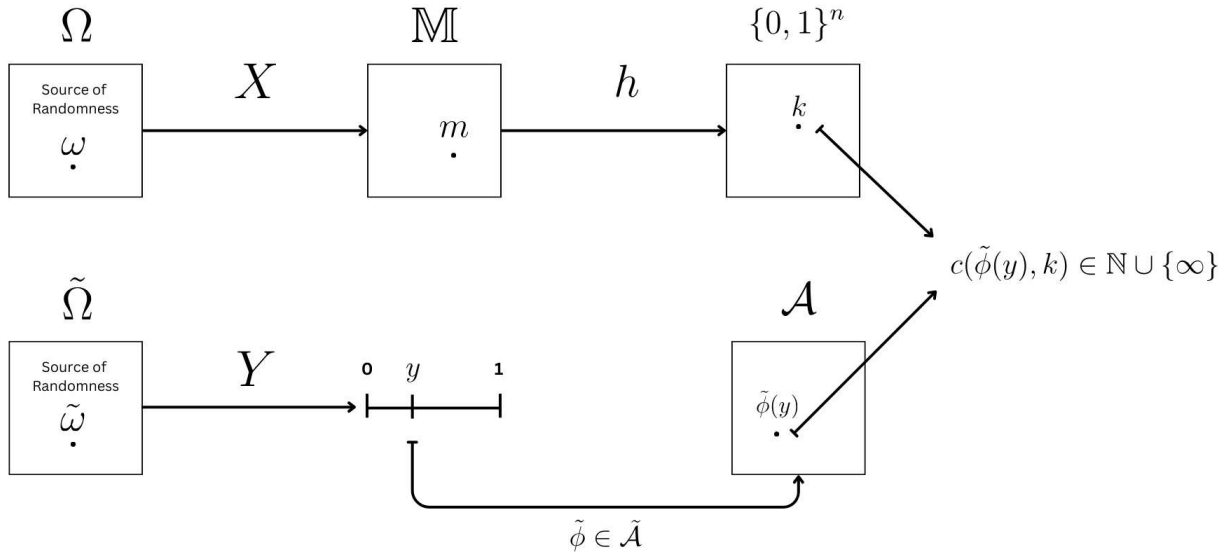 Ω
𝕄
{0, 1}ⁿ
X
h
Source of
Randomness
ω
m
k
c(ϕ̃(y), k) ∈ ℕ ∪ {∞}
Ω̃
𝒜
Y
Source of
Randomness
ω̃
0
y
1
ϕ̃(y)
ϕ̃ ∈ 𝒜̃